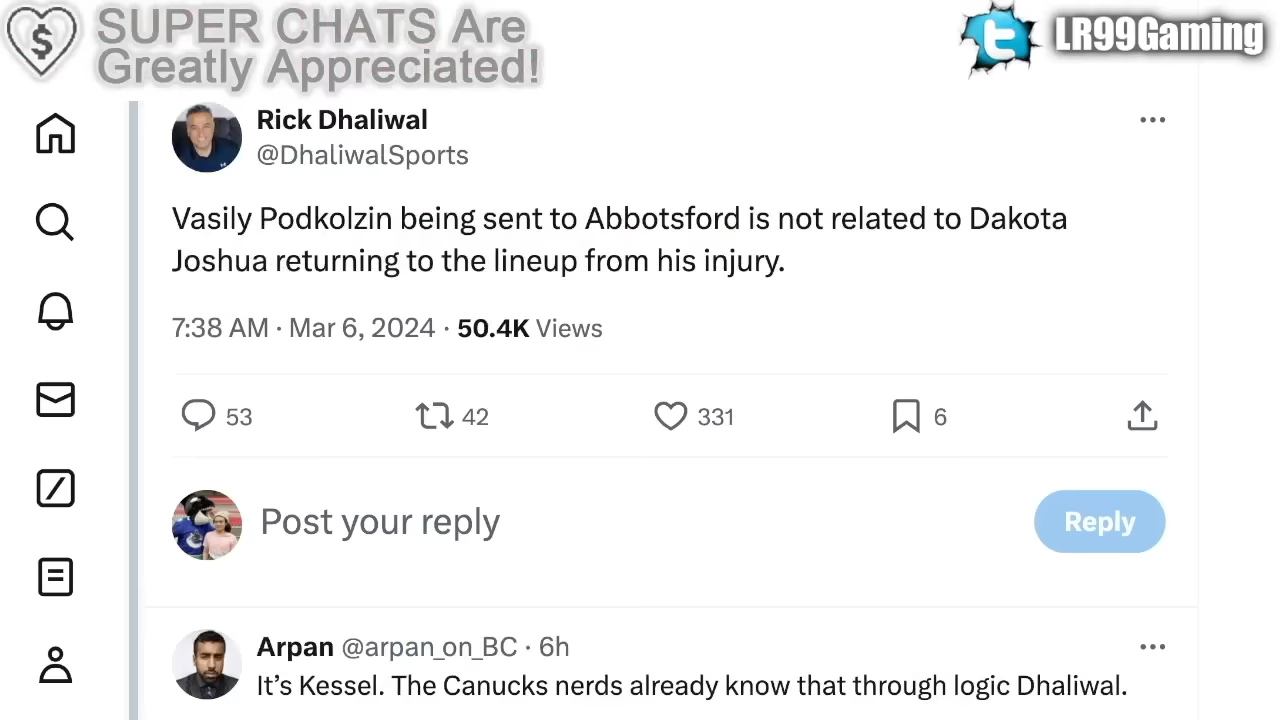 SUPER CHATS Are
Greatly Appreciated!
LR99Gaming
Rick Dhaliwal
@DhaliwalSports
Vasily Podkolzin being sent to Abbotsford is not related to Dakota
Joshua returning to the lineup from his injury.
7:38 AM · Mar 6, 2024 · 50.4K Views
53 42 331 6
Post your reply
Reply
Arpan @arpan_on_BC · 6h
It’s Kessel. The Canucks nerds already know that through logic Dhaliwal.